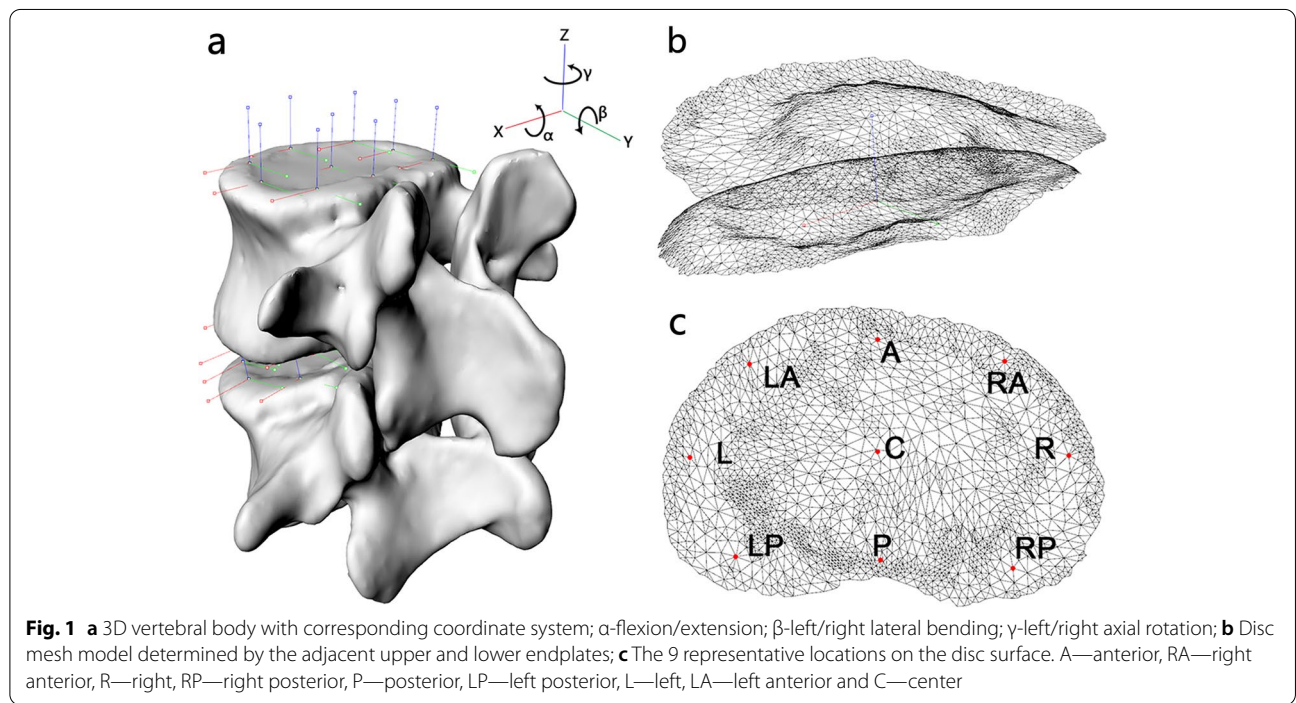 a
Z
γ
β
X
α
Y
b
c
A
LA
RA
L
C
R
LP
P
RP
Fig. 1 a 3D vertebral body with corresponding coordinate system; α-flexion/extension; β-left/right lateral bending; γ-left/right axial rotation; b Disc
mesh model determined by the adjacent upper and lower endplates; c The 9 representative locations on the disc surface. A—anterior, RA—right
anterior, R—right, RP—right posterior, P—posterior, LP—left posterior, L—left, LA—left anterior and C—center